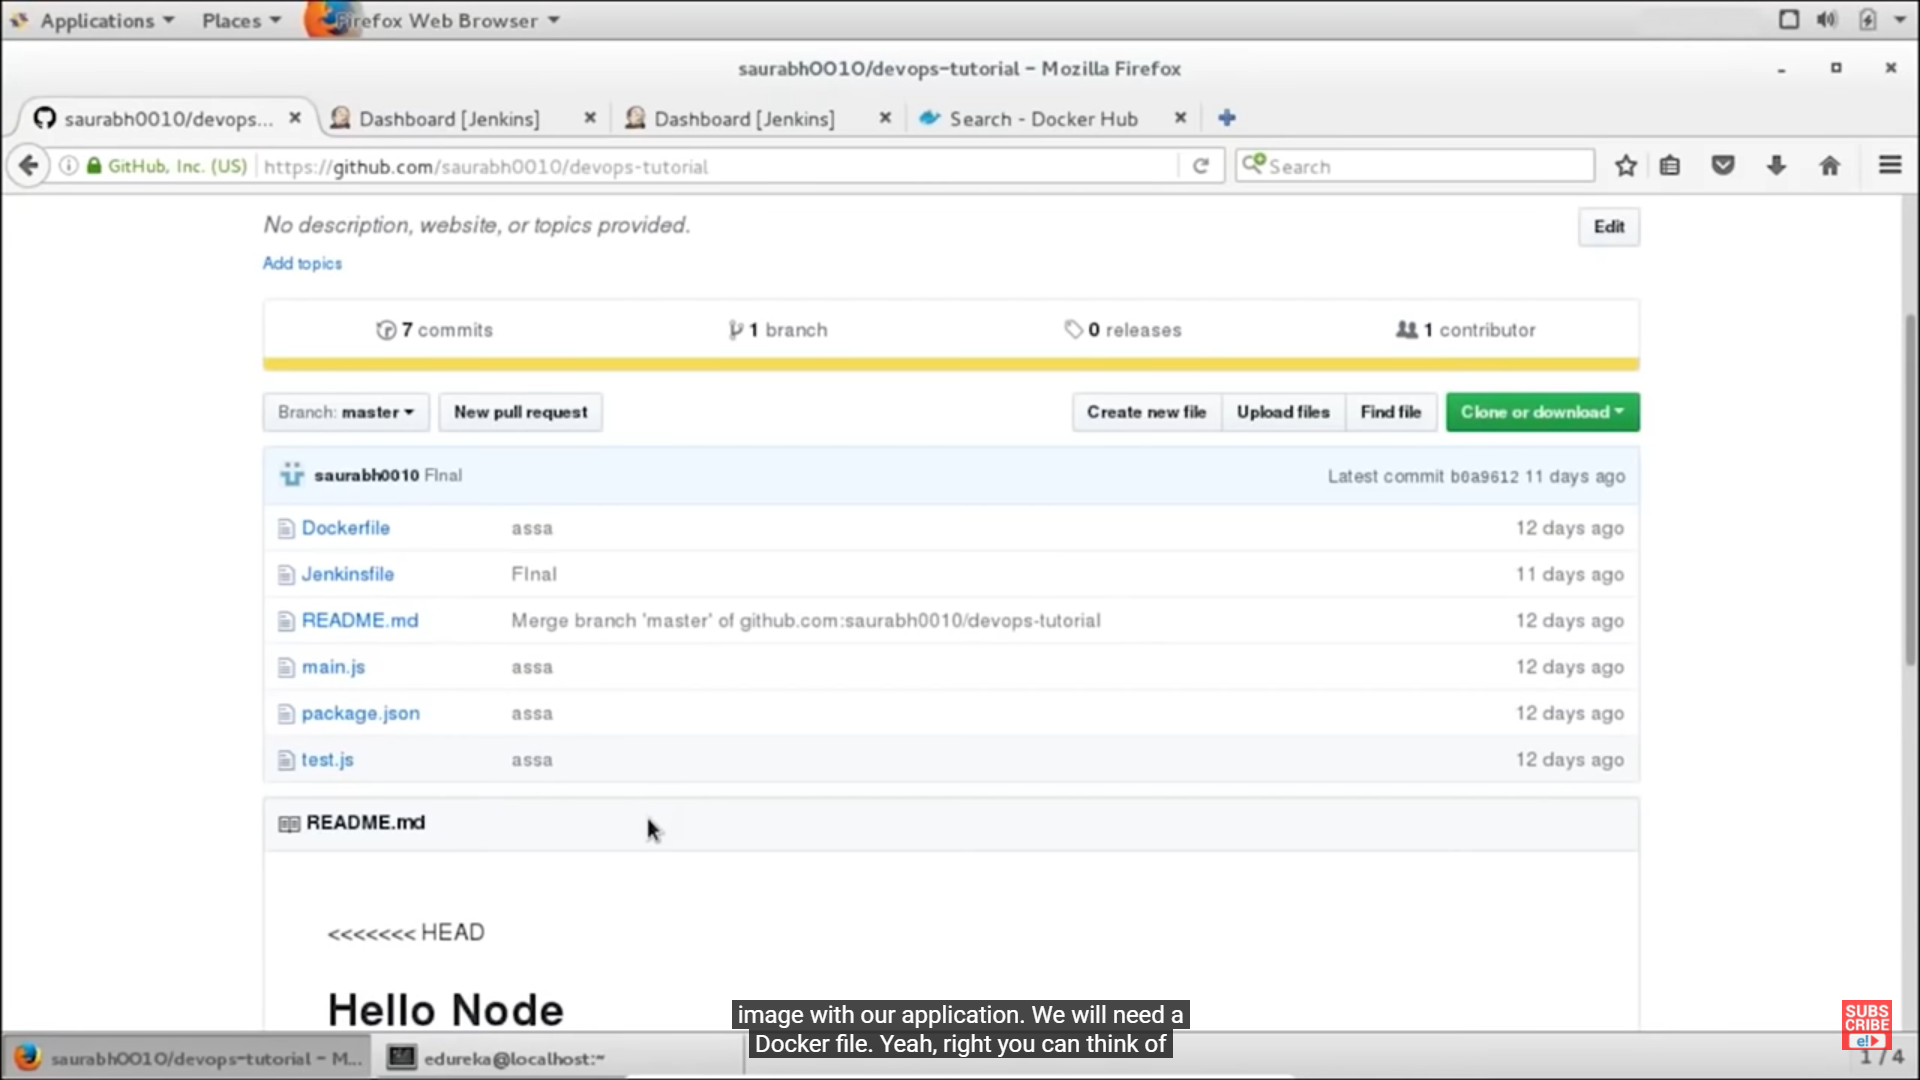 Applications Places Firefox Web Browser
saurabh0010/devops-tutorial - Mozilla Firefox
saurabh0010/devops... Dashboard [Jenkins] Dashboard [Jenkins] Search - Docker Hub
GitHub, Inc. (US) https://github.com/saurabh0010/devops-tutorial Search
No description, website, or topics provided. Edit
Add topics
7 commits 1 branch 0 releases 1 contributor
Branch: master New pull request Create new file Upload files Find file Clone or download
saurabh0010 FInal Latest commit b0a9612 11 days ago
Dockerfile assa 12 days ago
Jenkinsfile FInal 11 days ago
README.md Merge branch 'master' of github.com:saurabh0010/devops-tutorial 12 days ago
main.js assa 12 days ago
package.json assa 12 days ago
test.js assa 12 days ago
README.md
<<<<<<< HEAD
Hello Node
image with our application. We will need a
Docker file. Yeah, right you can think of
SUBS
CRIBE
e!
saurabh0010/devops-tutorial - M... edureka@localhost:~ 1 / 4